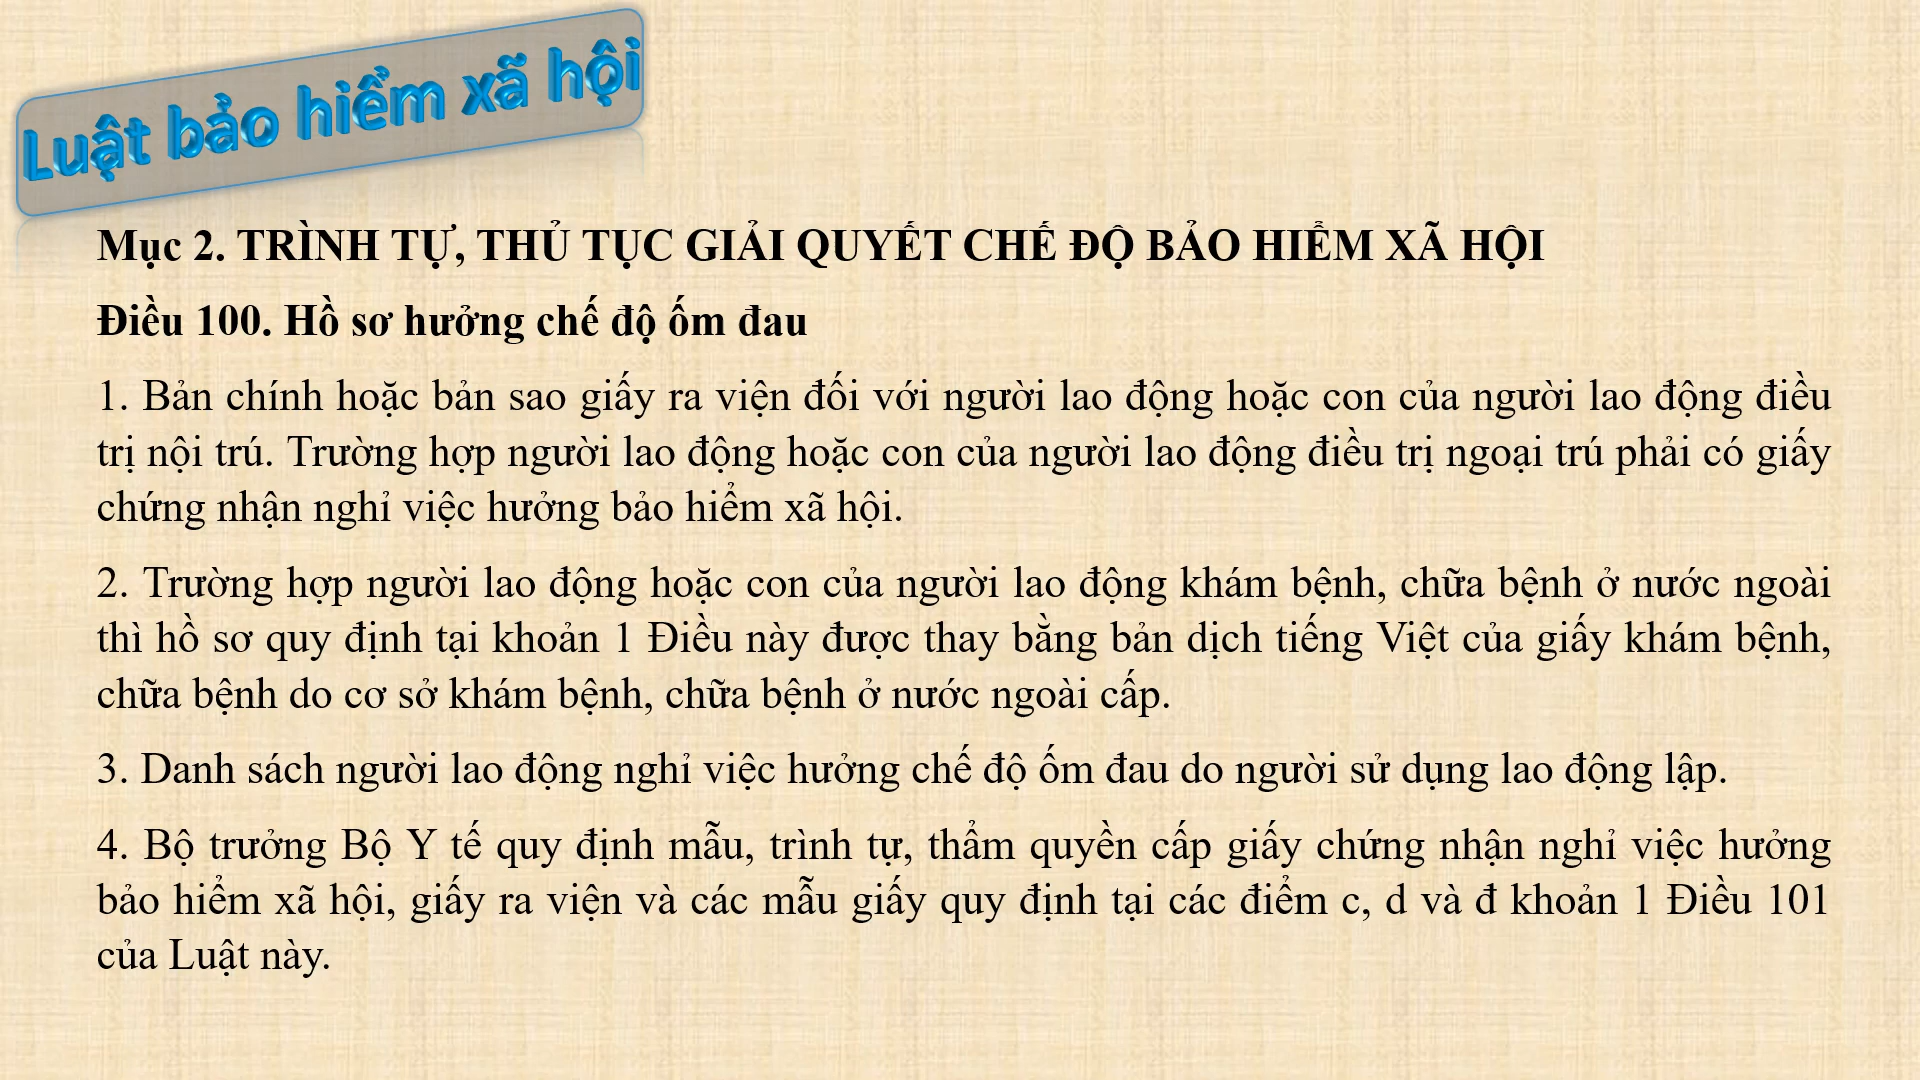 Luật bảo hiểm xã hội
Mục 2. TRÌNH TỰ, THỦ TỤC GIẢI QUYẾT CHẾ ĐỘ BẢO HIỂM XÃ HỘI
Điều 100. Hồ sơ hưởng chế độ ốm đau
1. Bản chính hoặc bản sao giấy ra viện đối với người lao động hoặc con của người lao động điều
trị nội trú. Trường hợp người lao động hoặc con của người lao động điều trị ngoại trú phải có giấy
chứng nhận nghỉ việc hưởng bảo hiểm xã hội.
2. Trường hợp người lao động hoặc con của người lao động khám bệnh, chữa bệnh ở nước ngoài
thì hồ sơ quy định tại khoản 1 Điều này được thay bằng bản dịch tiếng Việt của giấy khám bệnh,
chữa bệnh do cơ sở khám bệnh, chữa bệnh ở nước ngoài cấp.
3. Danh sách người lao động nghỉ việc hưởng chế độ ốm đau do người sử dụng lao động lập.
4. Bộ trưởng Bộ Y tế quy định mẫu, trình tự, thẩm quyền cấp giấy chứng nhận nghỉ việc hưởng
bảo hiểm xã hội, giấy ra viện và các mẫu giấy quy định tại các điểm c, d và đ khoản 1 Điều 101
của Luật này.